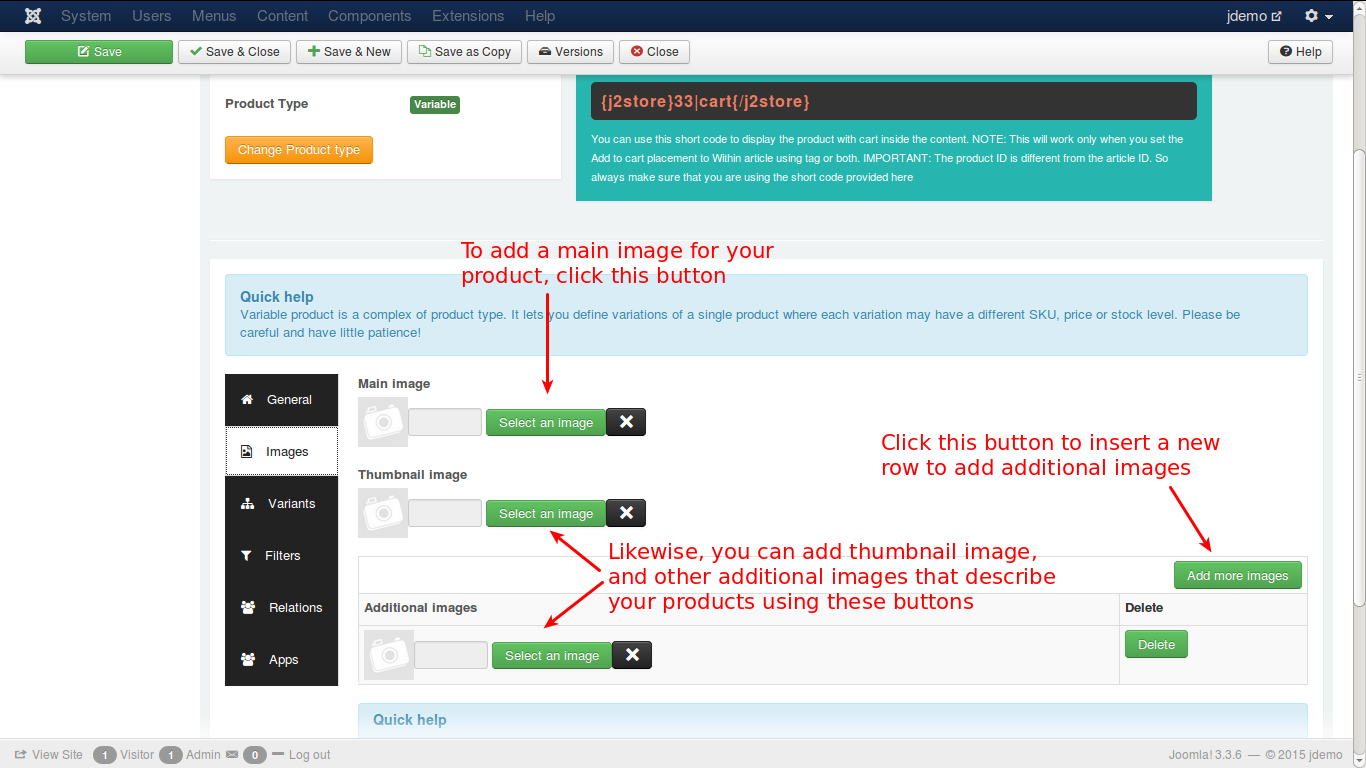 System Users Menus Content Components Extensions Help jdemo
Save Save & Close Save & New Save as Copy Versions Close Help
Product Type Variable
Change Product type
{j2store}33|cart{/j2store}
You can use this short code to display the product with cart inside the content. NOTE: This will work only when you set the
Add to cart placement to Within article using tag or both. IMPORTANT: The product ID is different from the article ID. So
always make sure that you are using the short code provided here
To add a main image for your
product, click this button
Quick help
Variable product is a complex of product type. It lets you define variations of a single product where each variation may have a different SKU, price or stock level. Please be
careful and have little patience!
General
Images
Variants
Filters
Relations
Apps
Main image
Select an image
Thumbnail image
Select an image
Click this button to insert a new
row to add additional images
Likewise, you can add thumbnail image,
and other additional images that describe
your products using these buttons
Add more images
Additional images Delete
Select an image Delete
Quick help
View Site 1 Visitor 1 Admin 0 Log out Joomla! 3.3.6 — © 2015 jdemo